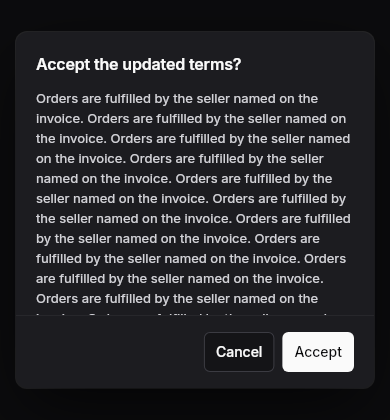 Accept the updated terms?
Orders are fulfilled by the seller named on the
invoice. Orders are fulfilled by the seller named on
the invoice. Orders are fulfilled by the seller named
on the invoice. Orders are fulfilled by the seller
named on the invoice. Orders are fulfilled by the
seller named on the invoice. Orders are fulfilled by
the seller named on the invoice. Orders are fulfilled
by the seller named on the invoice. Orders are
fulfilled by the seller named on the invoice. Orders
are fulfilled by the seller named on the invoice.
Orders are fulfilled by the seller named on the
Cancel
Accept